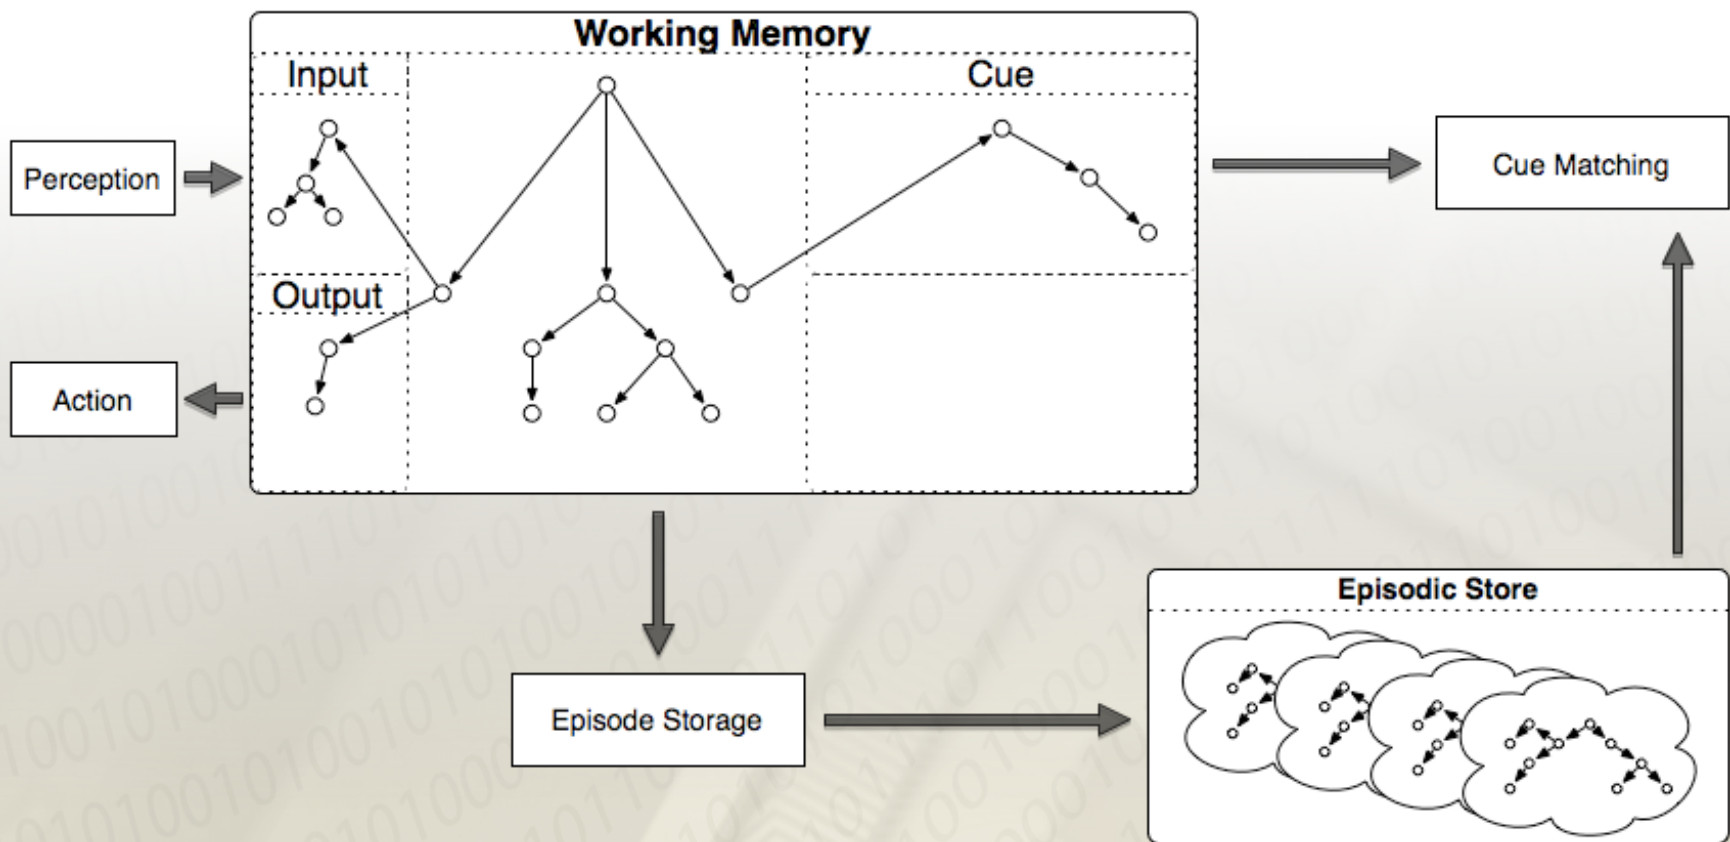 Working Memory
Input
Cue
Perception
Cue Matching
Output
Action
Episodic Store
Episode Storage